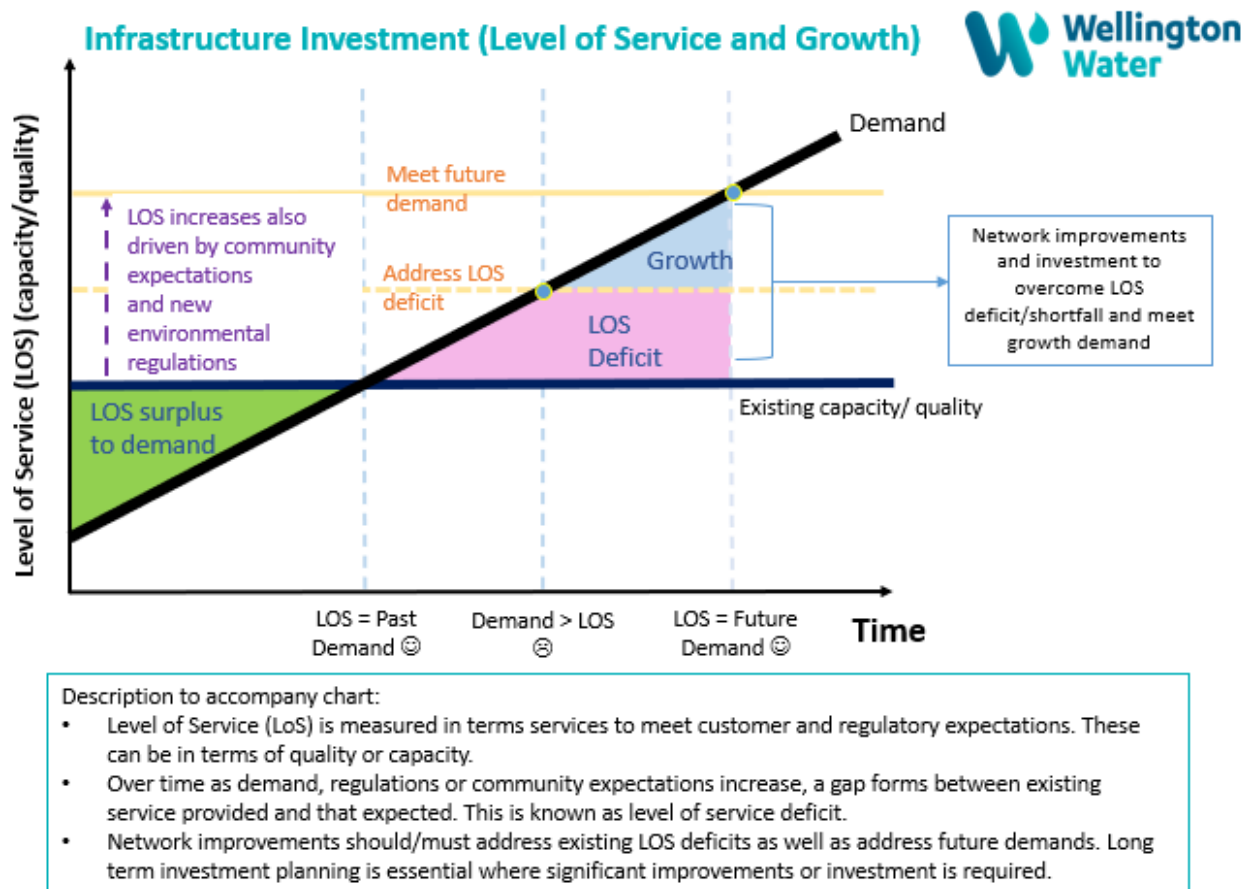 Infrastructure Investment (Level of Service and Growth)
Wellington
Water
Level of Service (LOS) (capacity/quality)
Demand
Meet future
demand
LOS increases also
driven by community
expectations
and new
environmental
regulations
Address LOS
deficit
Growth
LOS
Deficit
Network improvements
and investment to
overcome LOS
deficit/shortfall and meet
growth demand
LOS surplus
to demand
Existing capacity/ quality
LOS = Past
Demand ☺
Demand > LOS
☹
LOS = Future
Demand ☺
Time
Description to accompany chart:
• Level of Service (LoS) is measured in terms services to meet customer and regulatory expectations. These
can be in terms of quality or capacity.
• Over time as demand, regulations or community expectations increase, a gap forms between existing
service provided and that expected. This is known as level of service deficit.
• Network improvements should/must address existing LOS deficits as well as address future demands. Long
term investment planning is essential where significant improvements or investment is required.